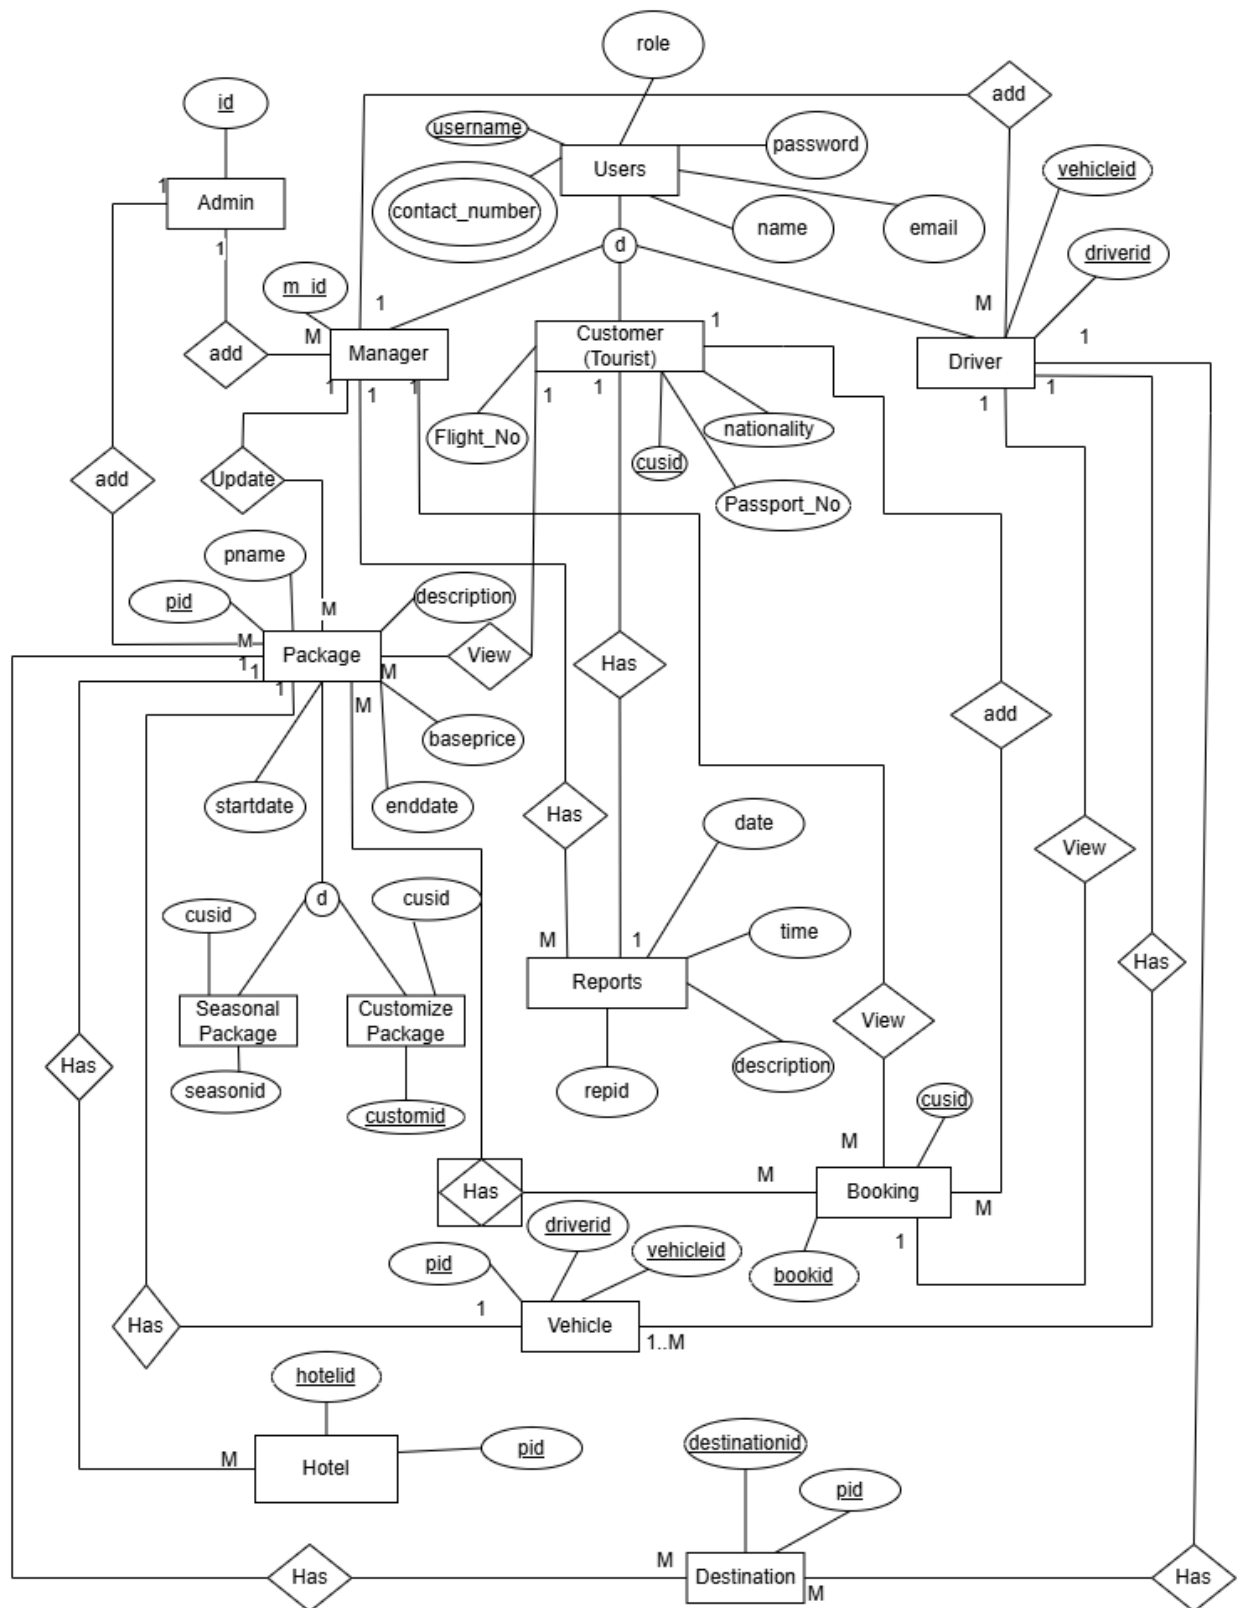 role
id
add
username
password
Users
vehicleid
1
Admin
contact_number
name
email
driverid
1
d
m_id
1
M
1
M
1
add
Manager
Customer
(Tourist)
Driver
1
1
1
1
1
1
1
Flight_No
nationality
cusid
add
Update
Passport_No
pname
pid
M
description
M
Package
View
Has
1
1
M
1
M
add
baseprice
startdate
enddate
Has
date
View
d
cusid
cusid
time
M
1
Has
Seasonal
Package
Customize
Package
Reports
View
Has
description
seasonid
repid
cusid
customid
M
M
Has
Booking
M
driverid
1
pid
vehicleid
bookid
1
Has
Vehicle
1..M
hotelid
destinationid
pid
M
Hotel
pid
M
Has
Destination
M
Has